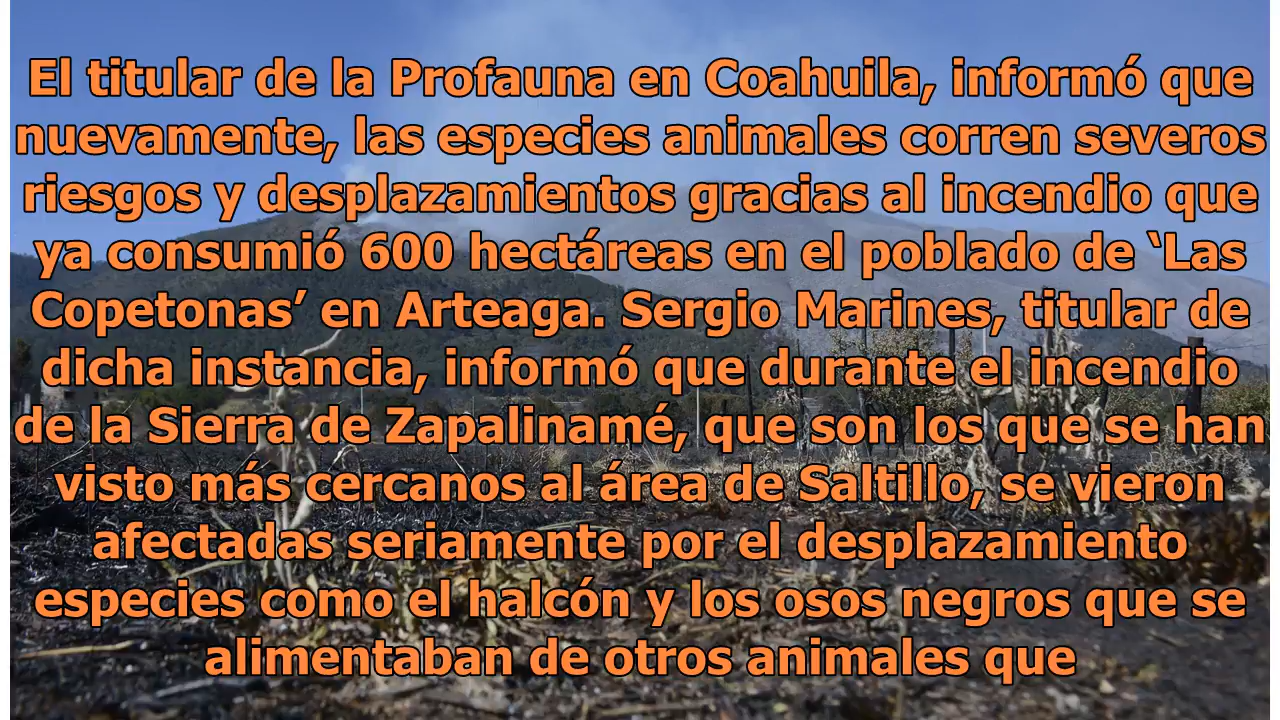 El titular de la Profauna en Coahuila, informó que
nuevamente, las especies animales corren severos
riesgos y desplazamientos gracias al incendio que
ya consumió 600 hectáreas en el poblado de ‘Las
Copetonas’ en Arteaga. Sergio Marines, titular de
dicha instancia, informó que durante el incendio
de la Sierra de Zapalinamé, que son los que se han
visto más cercanos al área de Saltillo, se vieron
afectadas seriamente por el desplazamiento
especies como el halcón y los osos negros que se
alimentaban de otros animales que